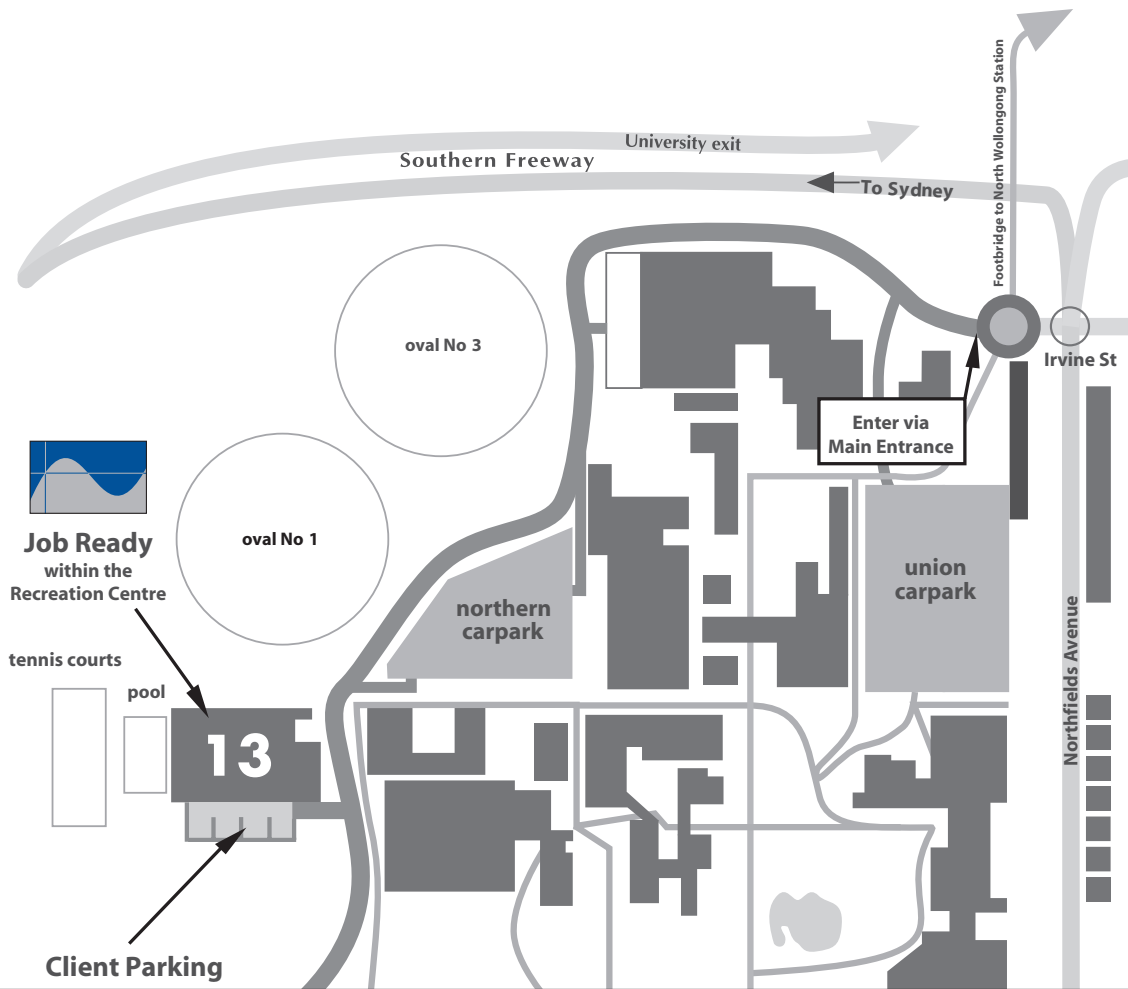 Footbridge to North Wollongong Station
University exit
Southern Freeway
To Sydney
oval No 3
Irvine St
Enter via
Main Entrance
Job Ready
within the
Recreation Centre
oval No 1
union
carpark
northern
carpark
Northfields Avenue
tennis courts
pool
13
Client Parking